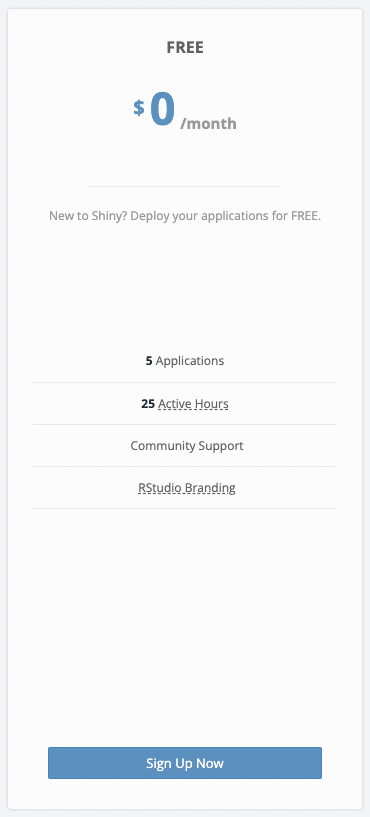 FREE
$0 /month
New to Shiny? Deploy your applications for FREE.
5 Applications
25 Active Hours
Community Support
RStudio Branding
Sign Up Now